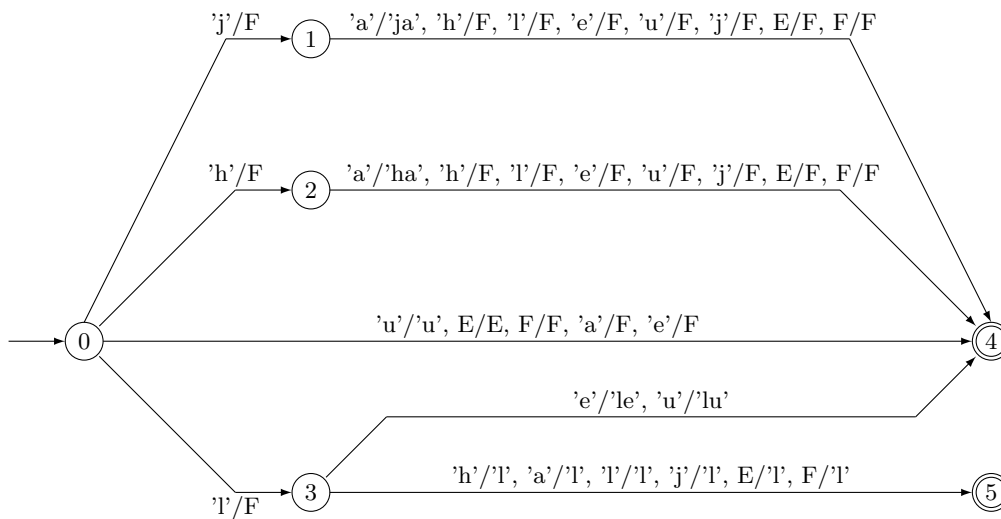 'j'/F 1 'a'/'ja', 'h'/F, 'l'/F, 'e'/F, 'u'/F, 'j'/F, E/F, F/F
'h'/F 2 'a'/'ha', 'h'/F, 'l'/F, 'e'/F, 'u'/F, 'j'/F, E/F, F/F
0 'u'/'u', E/E, F/F, 'a'/F, 'e'/F 4
'e'/'le', 'u'/'lu'
'l'/F 3 'h'/'l', 'a'/'l', 'l'/'l', 'j'/'l', E/'l', F/'l' 5